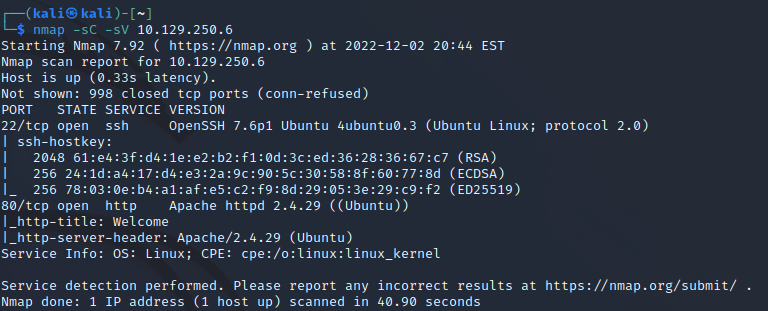 ┌──(kali㉿kali)-[~]
└─$ nmap -sC -sV 10.129.250.6
Starting Nmap 7.92 ( https://nmap.org ) at 2022-12-02 20:44 EST
Nmap scan report for 10.129.250.6
Host is up (0.33s latency).
Not shown: 998 closed tcp ports (conn-refused)
PORT   STATE SERVICE VERSION
22/tcp open  ssh     OpenSSH 7.6p1 Ubuntu 4ubuntu0.3 (Ubuntu Linux; protocol 2.0)
| ssh-hostkey:
|   2048 61:e4:3f:d4:1e:e2:b2:f1:0d:3c:ed:36:28:36:67:c7 (RSA)
|   256 24:1d:a4:17:d4:e3:2a:9c:90:5c:30:58:8f:60:77:8d (ECDSA)
|_  256 78:03:0e:b4:a1:af:e5:c2:f9:8d:29:05:3e:29:c9:f2 (ED25519)
80/tcp open  http    Apache httpd 2.4.29 ((Ubuntu))
|_http-title: Welcome
|_http-server-header: Apache/2.4.29 (Ubuntu)
Service Info: OS: Linux; CPE: cpe:/o:linux:linux_kernel

Service detection performed. Please report any incorrect results at https://nmap.org/submit/ .
Nmap done: 1 IP address (1 host up) scanned in 40.90 seconds